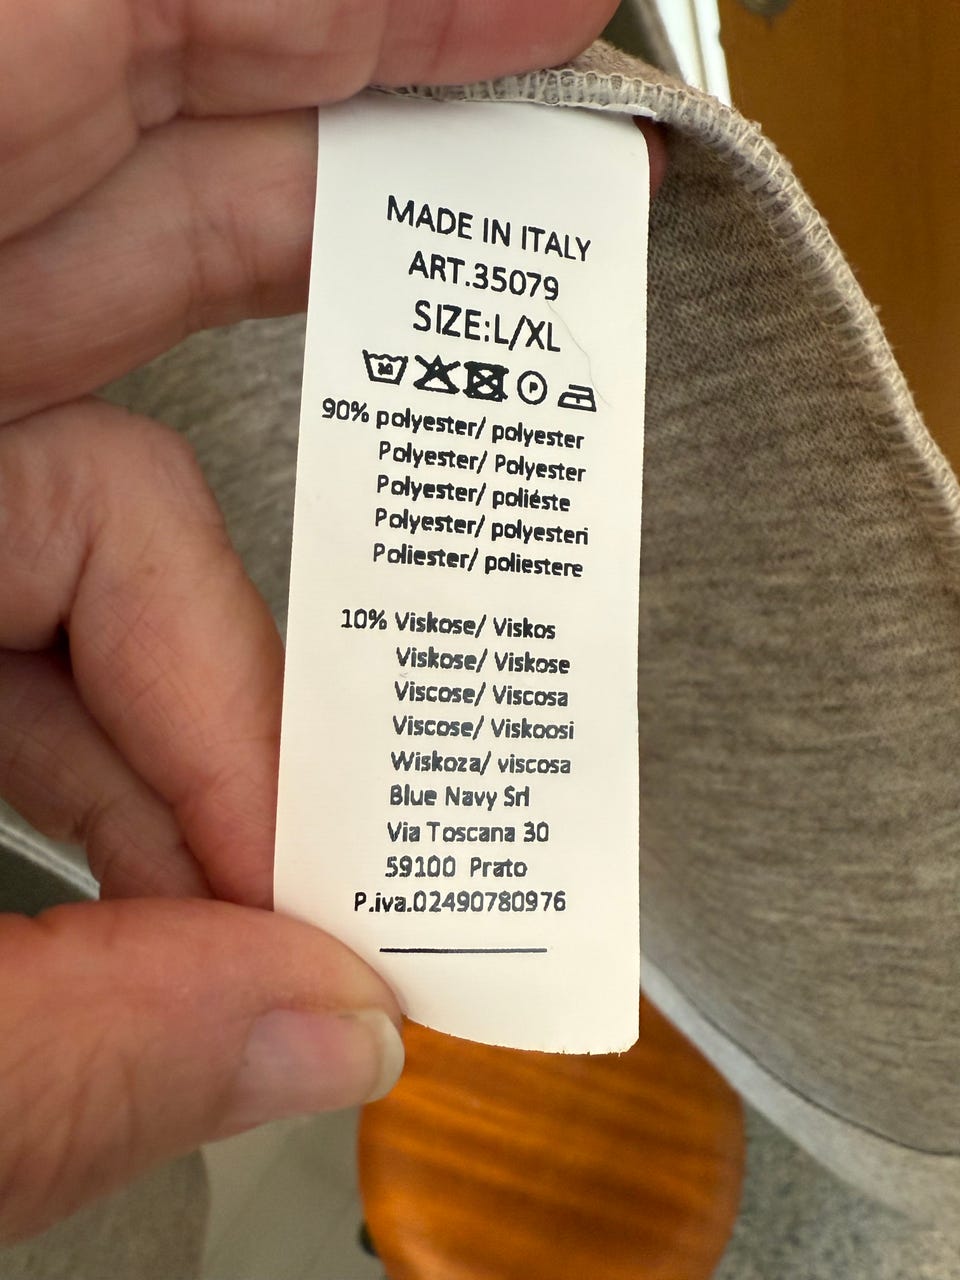 MADE IN ITALY
ART.35079
SIZE:L/XL
30 P
90% polyester/ polyester
Polyester/ Polyester
Polyester/ poliéste
Polyester/ polyesteri
Poliester/ poliestere
10% Viskose/ Viskos
Viskose/ Viskose
Viscose/ Viscosa
Viscose/ Viskoosi
Wiskoza/ viscosa
Blue Navy Srl
Via Toscana 30
59100 Prato
P.iva.02490780976